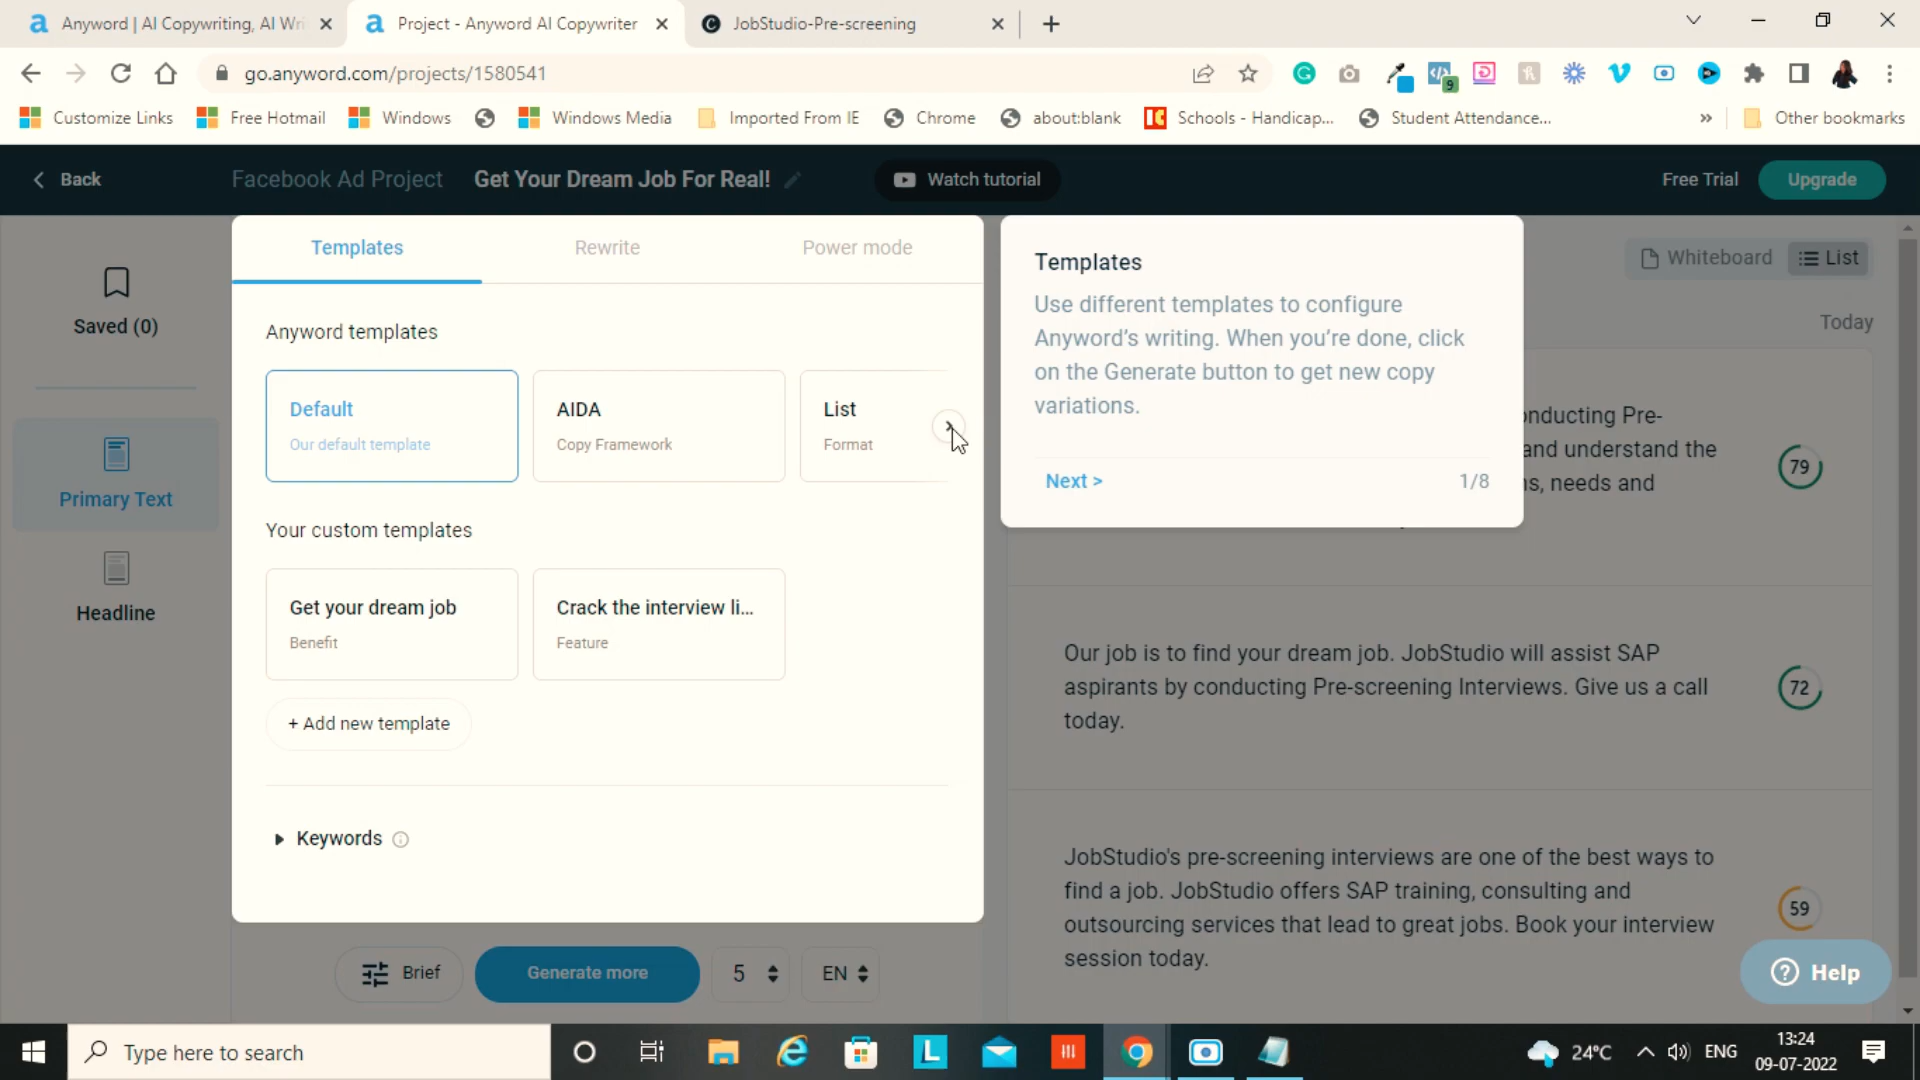 Anyword | AI Copywriting, AI Wri
Project - Anyword AI Copywriter
JobStudio-Pre-screening
go.anyword.com/projects/1580541
9
Customize Links
Free Hotmail
Windows
Windows Media
Imported From IE
Chrome
about:blank
Schools - Handicap...
Student Attendance...
»
Other bookmarks
Back
Facebook Ad Project
Get Your Dream Job For Real!
Watch tutorial
Free Trial
Upgrade
Saved (0)
Primary Text
Headline
Templates
Rewrite
Power mode
Anyword templates
Default
Our default template
AIDA
Copy Framework
List
Format
Your custom templates
Get your dream job
Benefit
Crack the interview li...
Feature
+ Add new template
Keywords
Brief
Generate more
5
EN
Templates
Use different templates to configure
Anyword's writing. When you're done, click
on the Generate button to get new copy
variations.
Next >
1/8
Whiteboard
List
Today
onducting Pre-
and understand the
ns, needs and
79
Our job is to find your dream job. JobStudio will assist SAP
aspirants by conducting Pre-screening Interviews. Give us a call
today.
72
JobStudio's pre-screening interviews are one of the best ways to
find a job. JobStudio offers SAP training, consulting and
outsourcing services that lead to great jobs. Book your interview
session today.
59
Help
Type here to search
24°C
ENG
13:24
09-07-2022